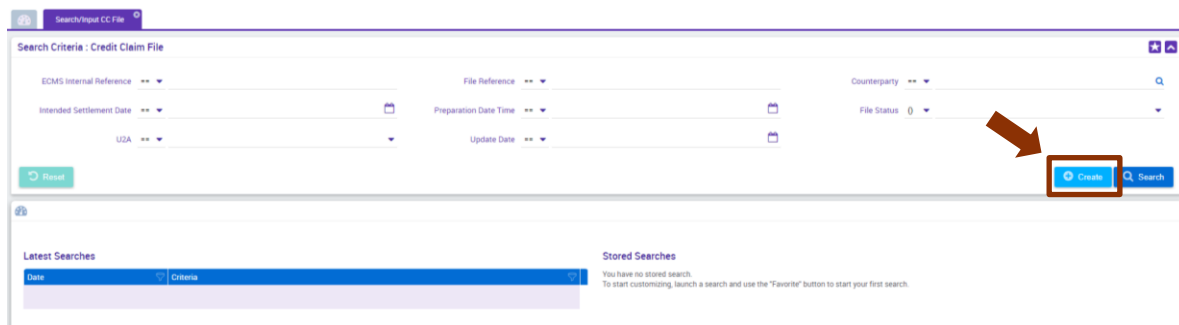 Search/Input CC File
Search Criteria : Credit Claim File
ECMS Internal Reference == File Reference == Counterparty ==
Intended Settlement Date == Preparation Date Time == File Status ()
U2A == Update Date ==
Reset Create Search
Latest Searches
Date Criteria
Stored Searches
You have no stored search.
To start customizing, launch a search and use the "Favorite" button to start your first search.